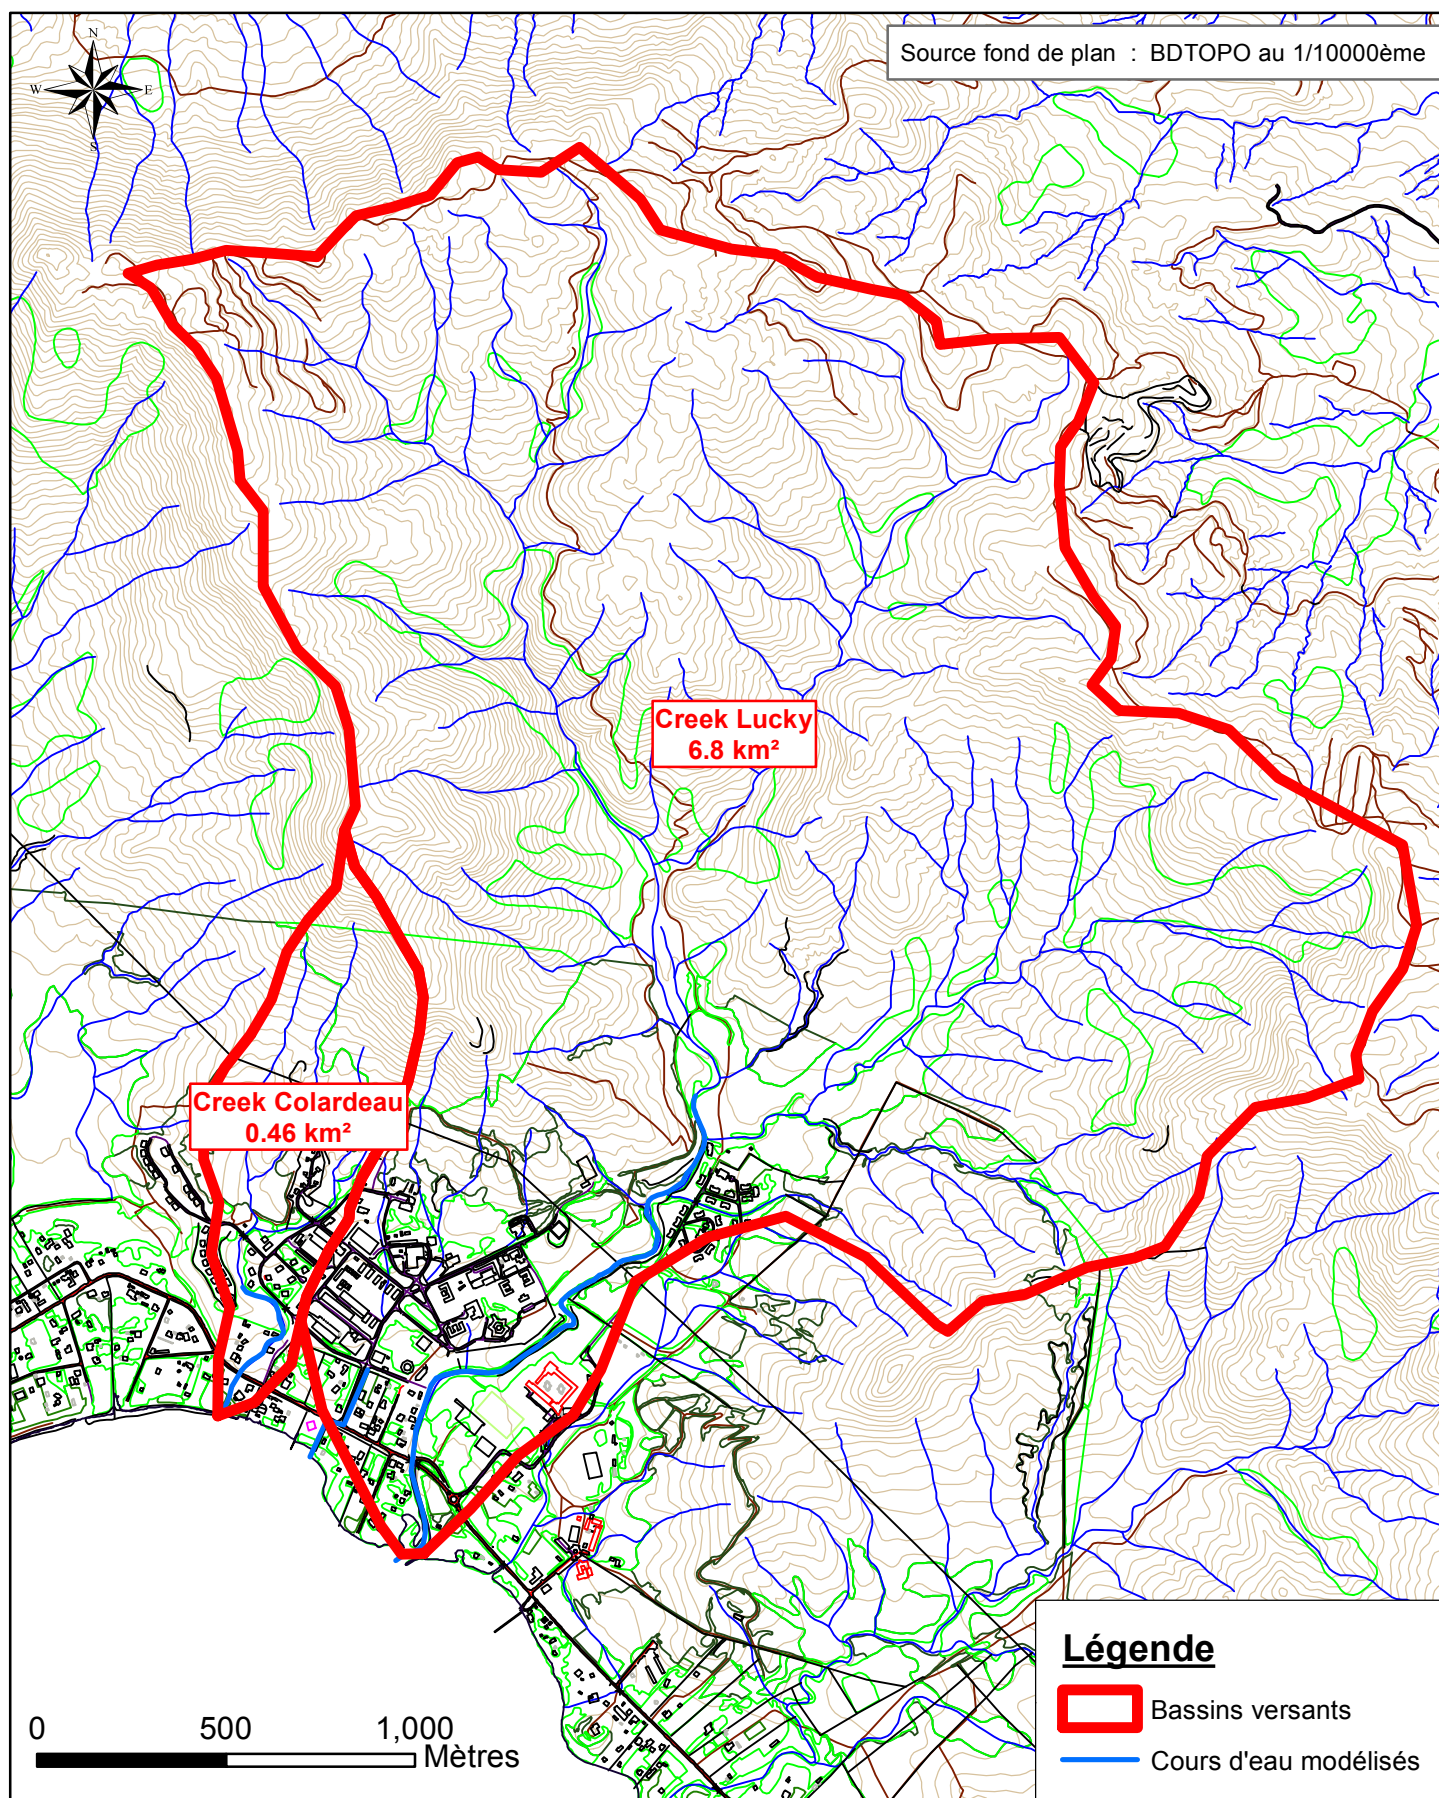 N
W
E
S
Source fond de plan : BDTOPO au 1/10000ème
Creek Lucky
6.8 km²
Creek Colardeau
0.46 km²
Légende
Bassins versants
Cours d'eau modélisés
0 500 1,000
Mètres